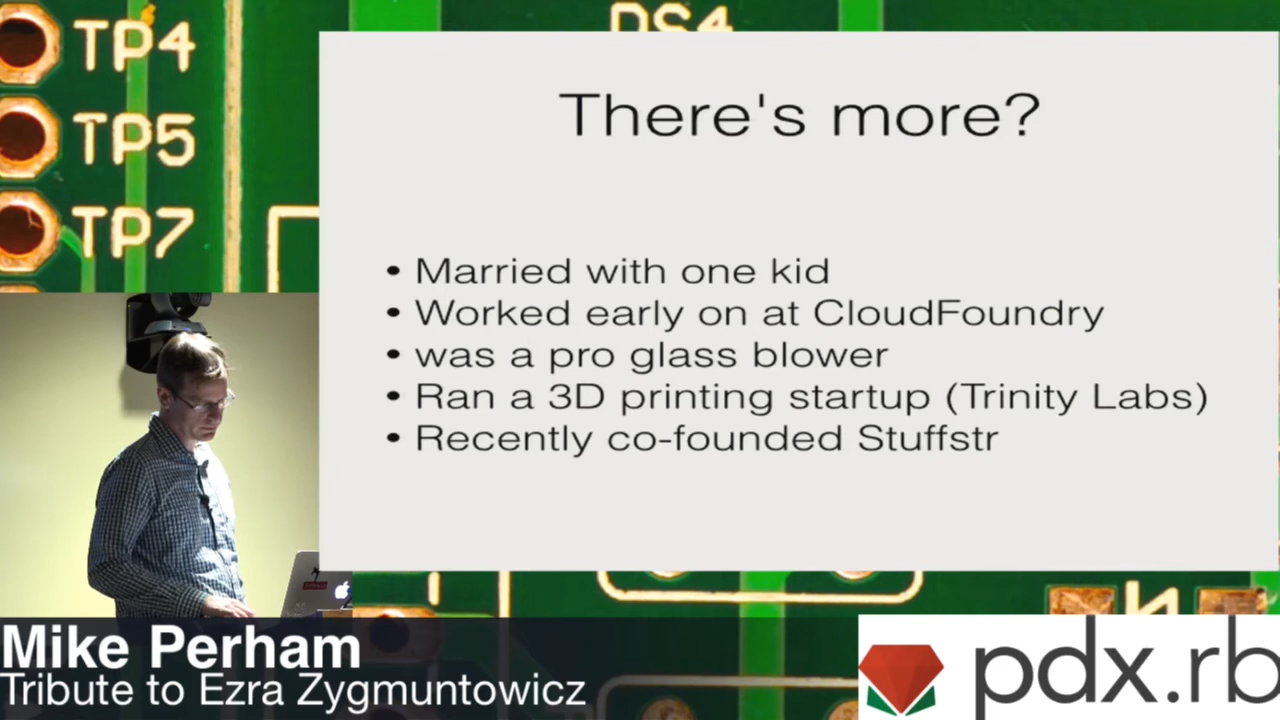 TP4
TP5
TP7
DS4
There's more?
• Married with one kid
• Worked early on at CloudFoundry
• was a pro glass blower
• Ran a 3D printing startup (Trinity Labs)
• Recently co-founded Stuffstr
Mike Perham
Tribute to Ezra Zygmuntowicz
pdx.rb